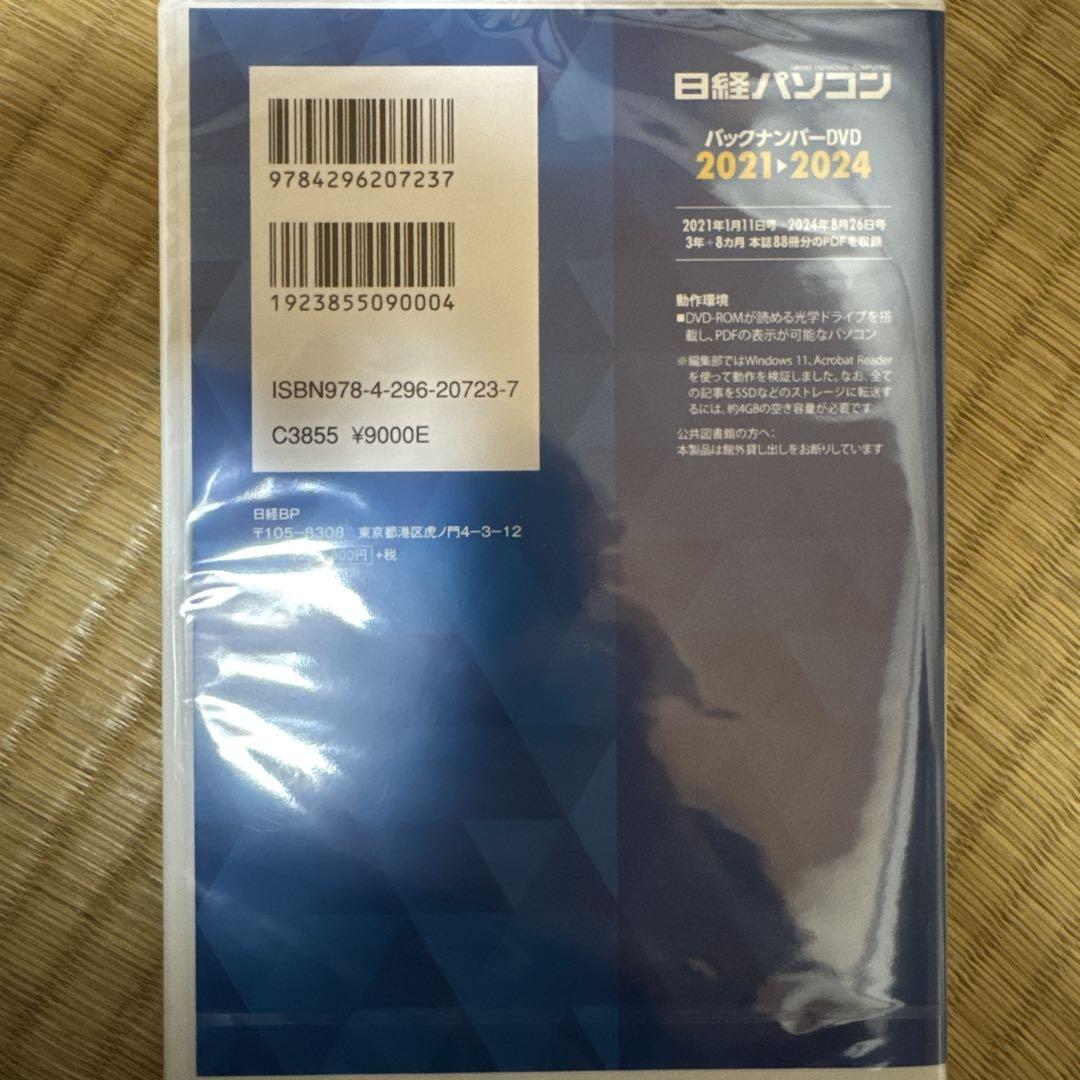 9784296207237
1923855090004
ISBN978-4-296-20723-7
C3855 ¥9000E
日経BP
〒105-8308 東京都港区虎ノ門4-3-12
00円 +税
NIKKEI PERSONAL COMPUTING
日経パソコン
バックナンバーDVD
2021▶2024
2021年1月11日号 2024年8月26日号
3年+8カ月 本誌88冊分のPDFを収録
動作環境
■DVD-ROMが読める光学ドライブを搭
載し、PDFの表示が可能なパソコン
※編集部ではWindows 11、Acrobat Reader
を使って動作を検証しました。なお、全て
の記事をSSDなどのストレージに転送す
るには、約4GBの空き容量が必要です
公共図書館の方へ:
本製品は館外貸し出しをお断りしています